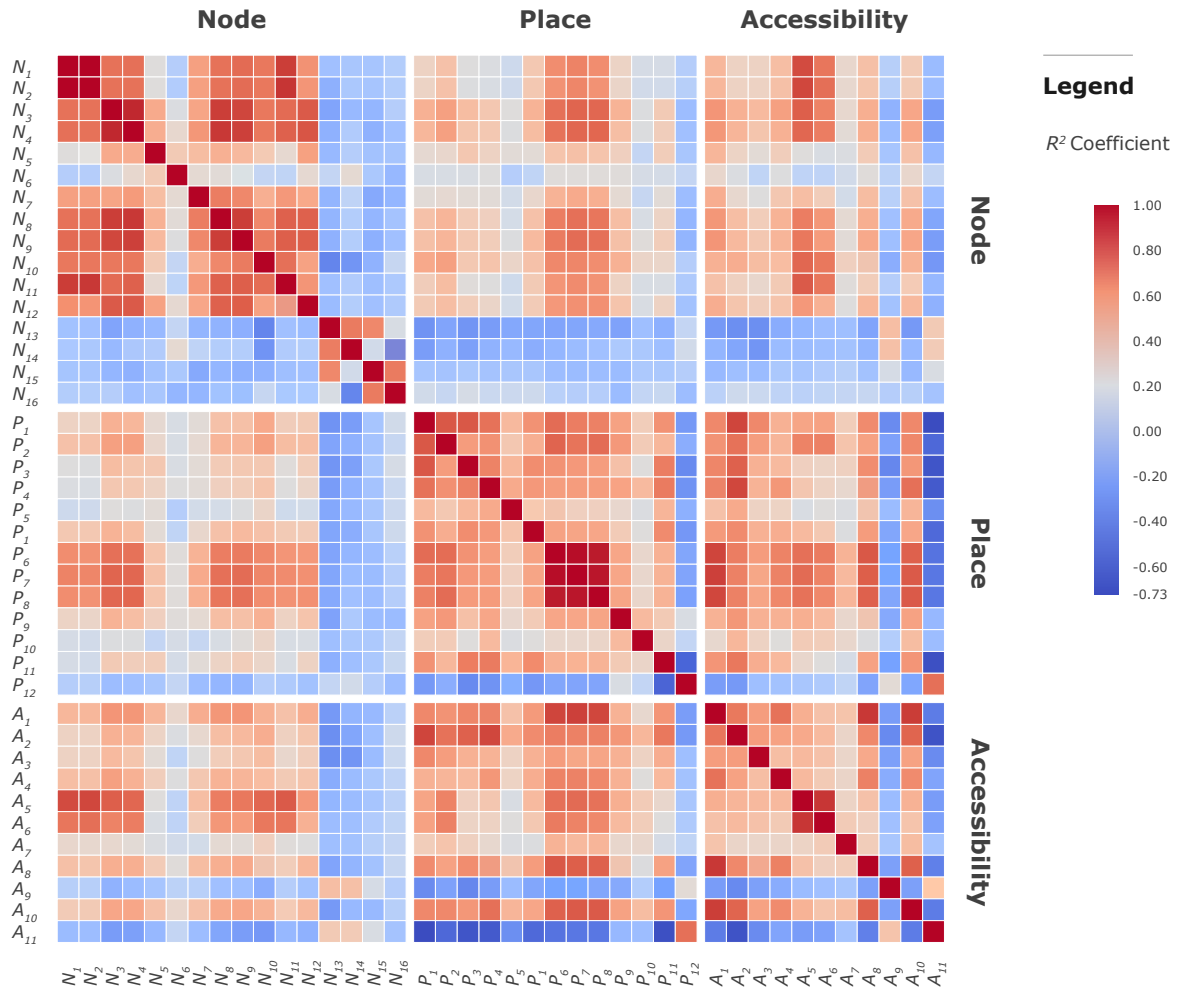 Node Place Accessibility
N1
N2
N3
N4
N5
N6
N7
N8
N9
N10
N11
N12
N13
N14
N15
N16
Node
P1
P2
P3
P4
P5
P1
P6
P7
P8
P9
P10
P11
P12
Place
A1
A2
A3
A4
A5
A6
A7
A8
A9
A10
A11
Accessibility
N1 N2 N3 N4 N5 N6 N7 N8 N9 N10 N11 N12 N13 N14 N15 N16 P1 P2 P3 P4 P5 P1 P6 P7 P8 P9 P10 P11 P12 A1 A2 A3 A4 A5 A6 A7 A8 A9 A10 A11
Legend
R² Coefficient
1.00
0.80
0.60
0.40
0.20
0.00
-0.20
-0.40
-0.60
-0.73